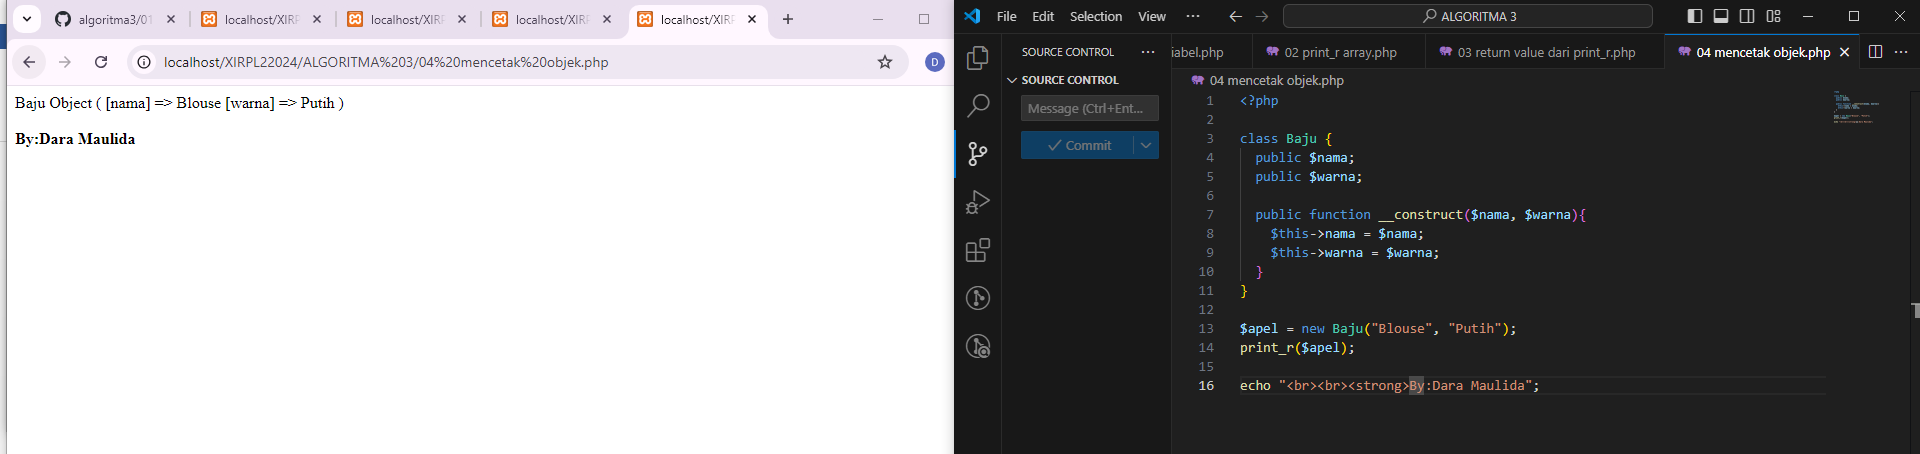 algoritma3/01
localhost/XIRP
localhost/XIRP
localhost/XIRP
localhost/XIRP
localhost/XIRPL22024/ALGORITMA%203/04%20mencetak%20objek.php
D
Baju Object ( [nama] => Blouse [warna] => Putih )
By:Dara Maulida
File Edit Selection View ···
ALGORITMA 3
SOURCE CONTROL ···
iabel.php
02 print_r array.php
03 return value dari print_r.php
04 mencetak objek.php
SOURCE CONTROL
Message (Ctrl+Ent...
Commit
04 mencetak objek.php
1 <?php
2
3 class Baju {
4   public $nama;
5   public $warna;
6
7   public function __construct($nama, $warna){
8     $this->nama = $nama;
9     $this->warna = $warna;
10   }
11 }
12
13 $apel = new Baju("Blouse", "Putih");
14 print_r($apel);
15
16 echo "<br><br><strong>By:Dara Maulida";